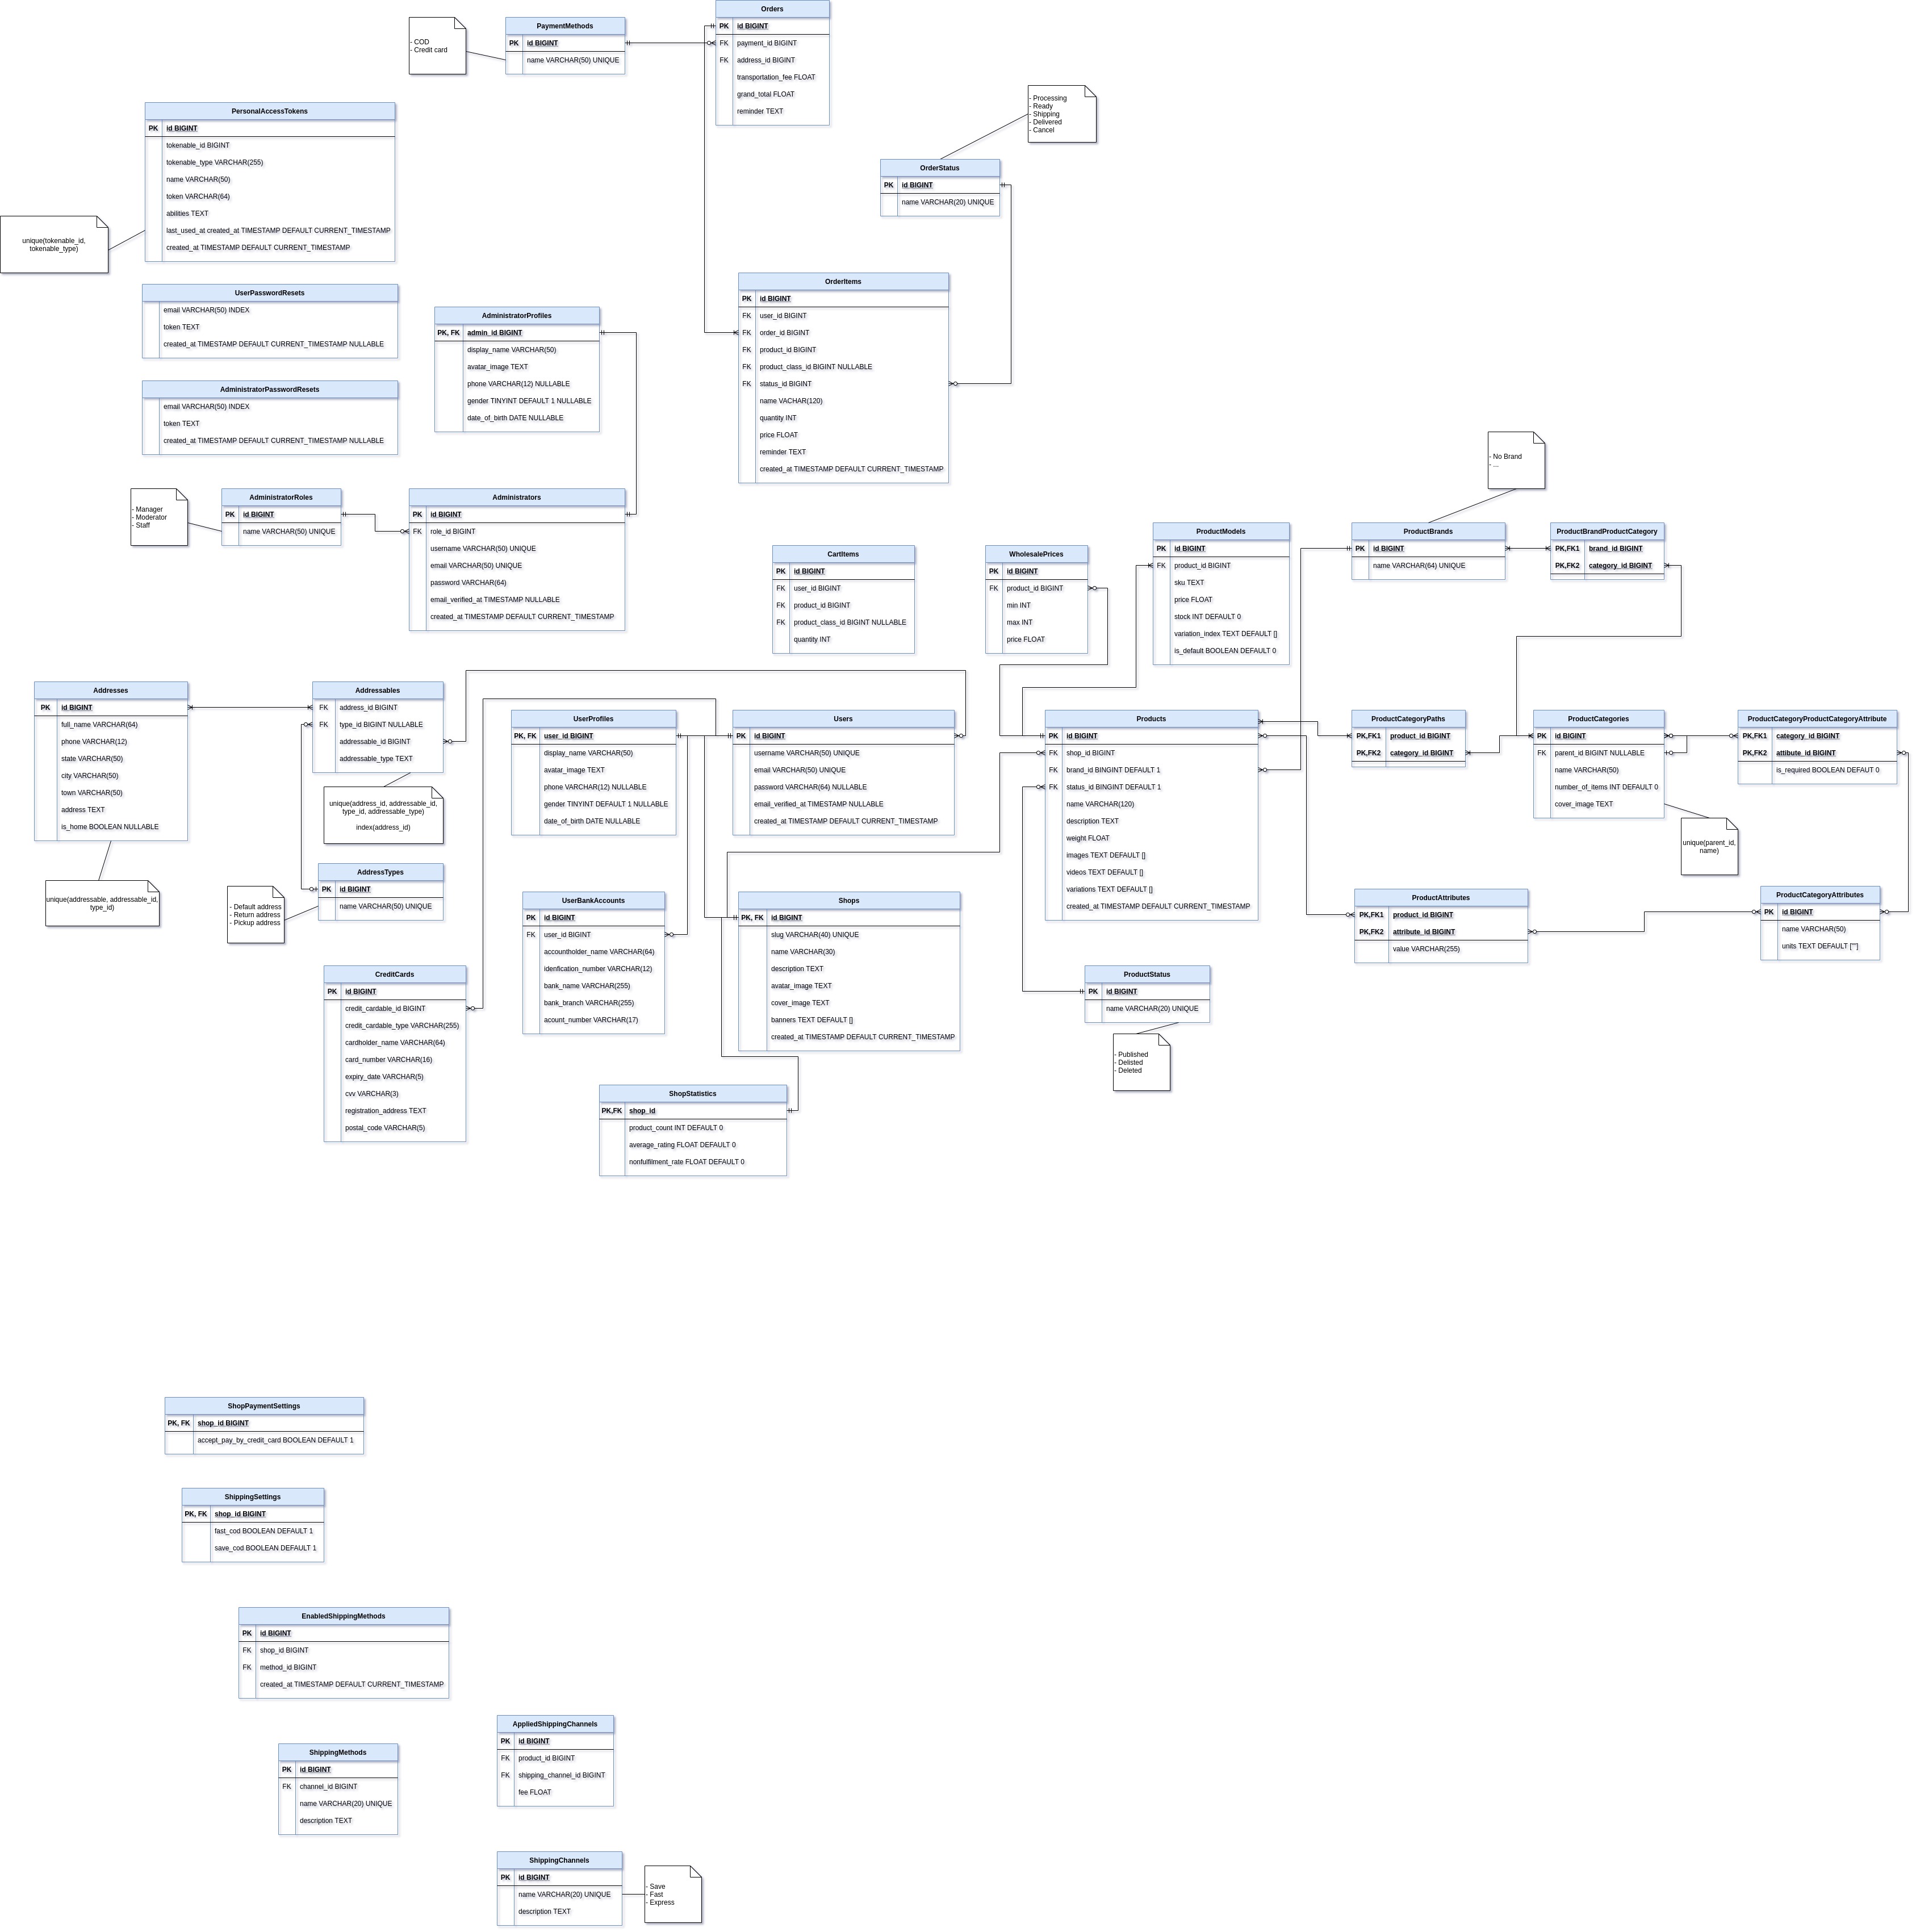 Orders
PK id BIGINT
FK payment_id BIGINT
FK address_id BIGINT
transportation_fee FLOAT
grand_total FLOAT
reminder TEXT
PaymentMethods
PK id BIGINT
name VARCHAR(50) UNIQUE
- COD
- Credit card
- Processing
- Ready
- Shipping
- Delivered
- Cancel
PersonalAccessTokens
PK id BIGINT
tokenable_id BIGINT
tokenable_type VARCHAR(255)
name VARCHAR(50)
token VARCHAR(64)
abilities TEXT
last_used_at created_at at TIMESTAMP DEFAULT CURRENT_TIMESTAMP
created_at TIMESTAMP DEFAULT CURRENT_TIMESTAMP
unique(tokenable_id,
tokenable_type)
OrderStatus
PK id BIGINT
name VARCHAR(20) UNIQUE
OrderItems
PK id BIGINT
FK user_id BIGINT
FK order_id BIGINT
FK product_id BIGINT
FK product_class_id BIGINT NULLABLE
FK status_id BIGINT
name VACHAR(120)
quantity INT
price FLOAT
reminder TEXT
created_at TIMESTAMP DEFAULT CURRENT_TIMESTAMP
UserPasswordResets
email VARCHAR(50) INDEX
token TEXT
created_at TIMESTAMP DEFAULT CURRENT_TIMESTAMP NULLABLE
AdministratorProfiles
PK, FK admin_id BIGINT
display_name VARCHAR(50)
avatar_image TEXT
phone VARCHAR(12) NULLABLE
gender TINYINT DEFAULT 1 NULLABLE
date_of_birth DATE NULLABLE
AdministratorPasswordResets
email VARCHAR(50) INDEX
token TEXT
created_at TIMESTAMP DEFAULT CURRENT_TIMESTAMP NULLABLE
- Manager
- Moderator
- Staff
AdministratorRoles
PK id BIGINT
name VARCHAR(50) UNIQUE
Administrators
PK id BIGINT
FK role_id BIGINT
username VARCHAR(50) UNIQUE
email VARCHAR(50) UNIQUE
password VARCHAR(64)
email_verified_at TIMESTAMP NULLABLE
created_at TIMESTAMP DEFAULT CURRENT_TIMESTAMP
CartItems
PK id BIGINT
FK user_id BIGINT
FK product_id BIGINT
FK product_class_id BIGINT NULLABLE
quantity INT
WholesalePrices
PK id BIGINT
FK product_id BIGINT
min INT
max INT
price FLOAT
ProductModels
PK id BIGINT
FK product_id BIGINT
sku TEXT
price FLOAT
stock INT DEFAULT 0
variation_index TEXT DEFAULT []
is_default BOOLEAN DEFAULT 0
- No Brand
- ...
ProductBrands
PK id BIGINT
name VARCHAR(64) UNIQUE
ProductBrandProductCategory
PK,FK1 brand_id BIGINT
PK,FK2 category_id BIGINT
Addresses
PK id BIGINT
full_name VARCHAR(64)
phone VARCHAR(12)
state VARCHAR(50)
city VARCHAR(50)
town VARCHAR(50)
address TEXT
is_home BOOLEAN NULLABLE
unique(addressable, addressable_id,
type_id)
Addressables
FK address_id BIGINT
FK type_id BIGINT NULLABLE
addressable_id BIGINT
addressable_type TEXT
unique(address_id, addressable_id,
type_id, addressable_type)
index(address_id)
AddressTypes
PK id BIGINT
name VARCHAR(50) UNIQUE
- Default address
- Return address
- Pickup address
UserProfiles
PK, FK user_id BIGINT
display_name VARCHAR(50)
avatar_image TEXT
phone VARCHAR(12) NULLABLE
gender TINYINT DEFAULT 1 NULLABLE
date_of_birth DATE NULLABLE
Users
PK id BIGINT
username VARCHAR(50) UNIQUE
email VARCHAR(50) UNIQUE
password VARCHAR(64) NULLABLE
email_verified_at TIMESTAMP NULLABLE
created_at TIMESTAMP DEFAULT CURRENT_TIMESTAMP
Products
PK id BIGINT
FK shop_id BIGINT
FK brand_id BINGINT DEFAULT 1
FK status_id BINGINT DEFAULT 1
name VARCHAR(120)
description TEXT
weight FLOAT
images TEXT DEFAULT []
videos TEXT DEFAULT []
variations TEXT DEFAULT []
created_at TIMESTAMP DEFAULT CURRENT_TIMESTAMP
ProductCategoryPaths
PK,FK1 product_id BIGINT
PK,FK2 category_id BIGINT
ProductCategories
PK id BIGINT
FK parent_id BIGINT NULLABLE
name VARCHAR(50)
number_of_items INT DEFAULT 0
cover_image TEXT
unique(parent_id,
name)
ProductCategoryProductCategoryAttribute
PK,FK1 category_id BIGINT
PK,FK2 attibute_id BIGINT
is_required BOOLEAN DEFAUT 0
ProductAttributes
PK,FK1 product_id BIGINT
PK,FK2 attribute_id BIGINT
value VARCHAR(255)
ProductCategoryAttributes
PK id BIGINT
name VARCHAR(50)
units TEXT DEFAULT [""]
UserBankAccounts
PK id BIGINT
FK user_id BIGINT
accountholder_name VARCHAR(64)
idenfication_number VARCHAR(12)
bank_name VARCHAR(255)
bank_branch VARCHAR(255)
acount_number VARCHAR(17)
Shops
PK, FK id BIGINT
slug VARCHAR(40) UNIQUE
name VARCHAR(30)
description TEXT
avatar_image TEXT
cover_image TEXT
banners TEXT DEFAULT []
created_at TIMESTAMP DEFAULT CURRENT_TIMESTAMP
CreditCards
PK id BIGINT
credit_cardable_id BIGINT
credit_cardable_type VARCHAR(255)
cardholder_name VARCHAR(64)
card_number VARCHAR(16)
expiry_date VARCHAR(5)
cvv VARCHAR(3)
registration_address TEXT
postal_code VARCHAR(5)
ProductStatus
PK id BIGINT
name VARCHAR(20) UNIQUE
- Published
- Delisted
- Deleted
ShopStatistics
PK,FK shop_id
product_count INT DEFAULT 0
average_rating FLOAT DEFAULT 0
nonfulfilment_rate FLOAT DEFAULT 0
ShopPaymentSettings
PK, FK shop_id BIGINT
accept_pay_by_credit_card BOOLEAN DEFAULT 1
ShippingSettings
PK, FK shop_id BIGINT
fast_cod BOOLEAN DEFAULT 1
save_cod BOOLEAN DEFAULT 1
EnabledShippingMethods
PK id BIGINT
FK shop_id BIGINT
FK method_id BIGINT
created_at TIMESTAMP DEFAULT CURRENT_TIMESTAMP
AppliedShippingChannels
PK id BIGINT
FK product_id BIGINT
FK shipping_channel_id BIGINT
fee FLOAT
ShippingMethods
PK id BIGINT
FK channel_id BIGINT
name VARCHAR(20) UNIQUE
description TEXT
ShippingChannels
PK id BIGINT
name VARCHAR(20) UNIQUE
description TEXT
- Save
- Fast
- Express